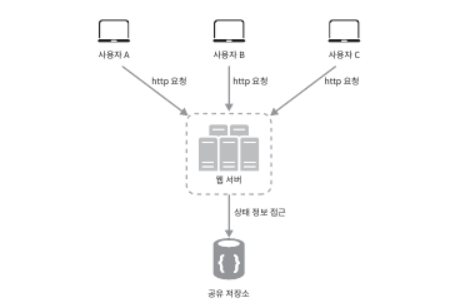 사용자 A
사용자 B
사용자 C
http 요청
http 요청
http 요청
웹 서버
상태 정보 접근
{ }
공유 저장소